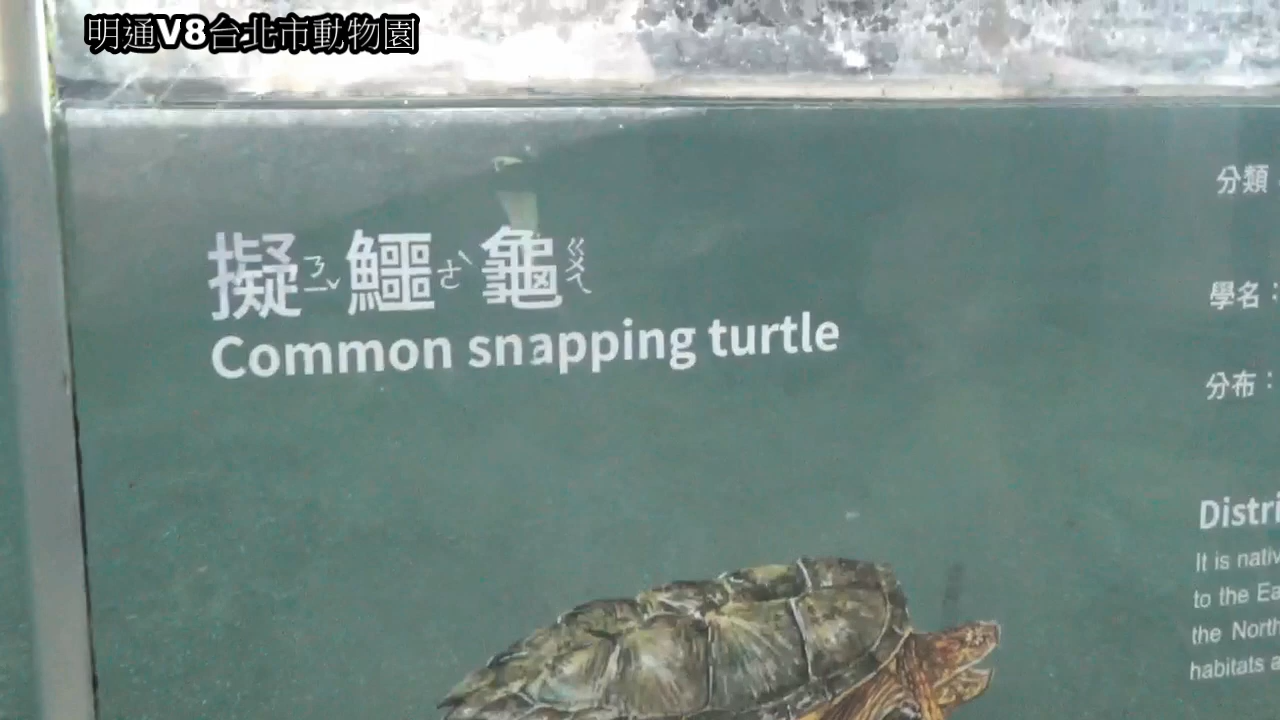 明通V8台北市動物園
擬ㄋㄧˇ鱷ㄜˋ龜ㄍㄨㄟ
Common snapping turtle
分類
學名：
分布：
Distri
It is nativ
to the Ea
the North
habitats a